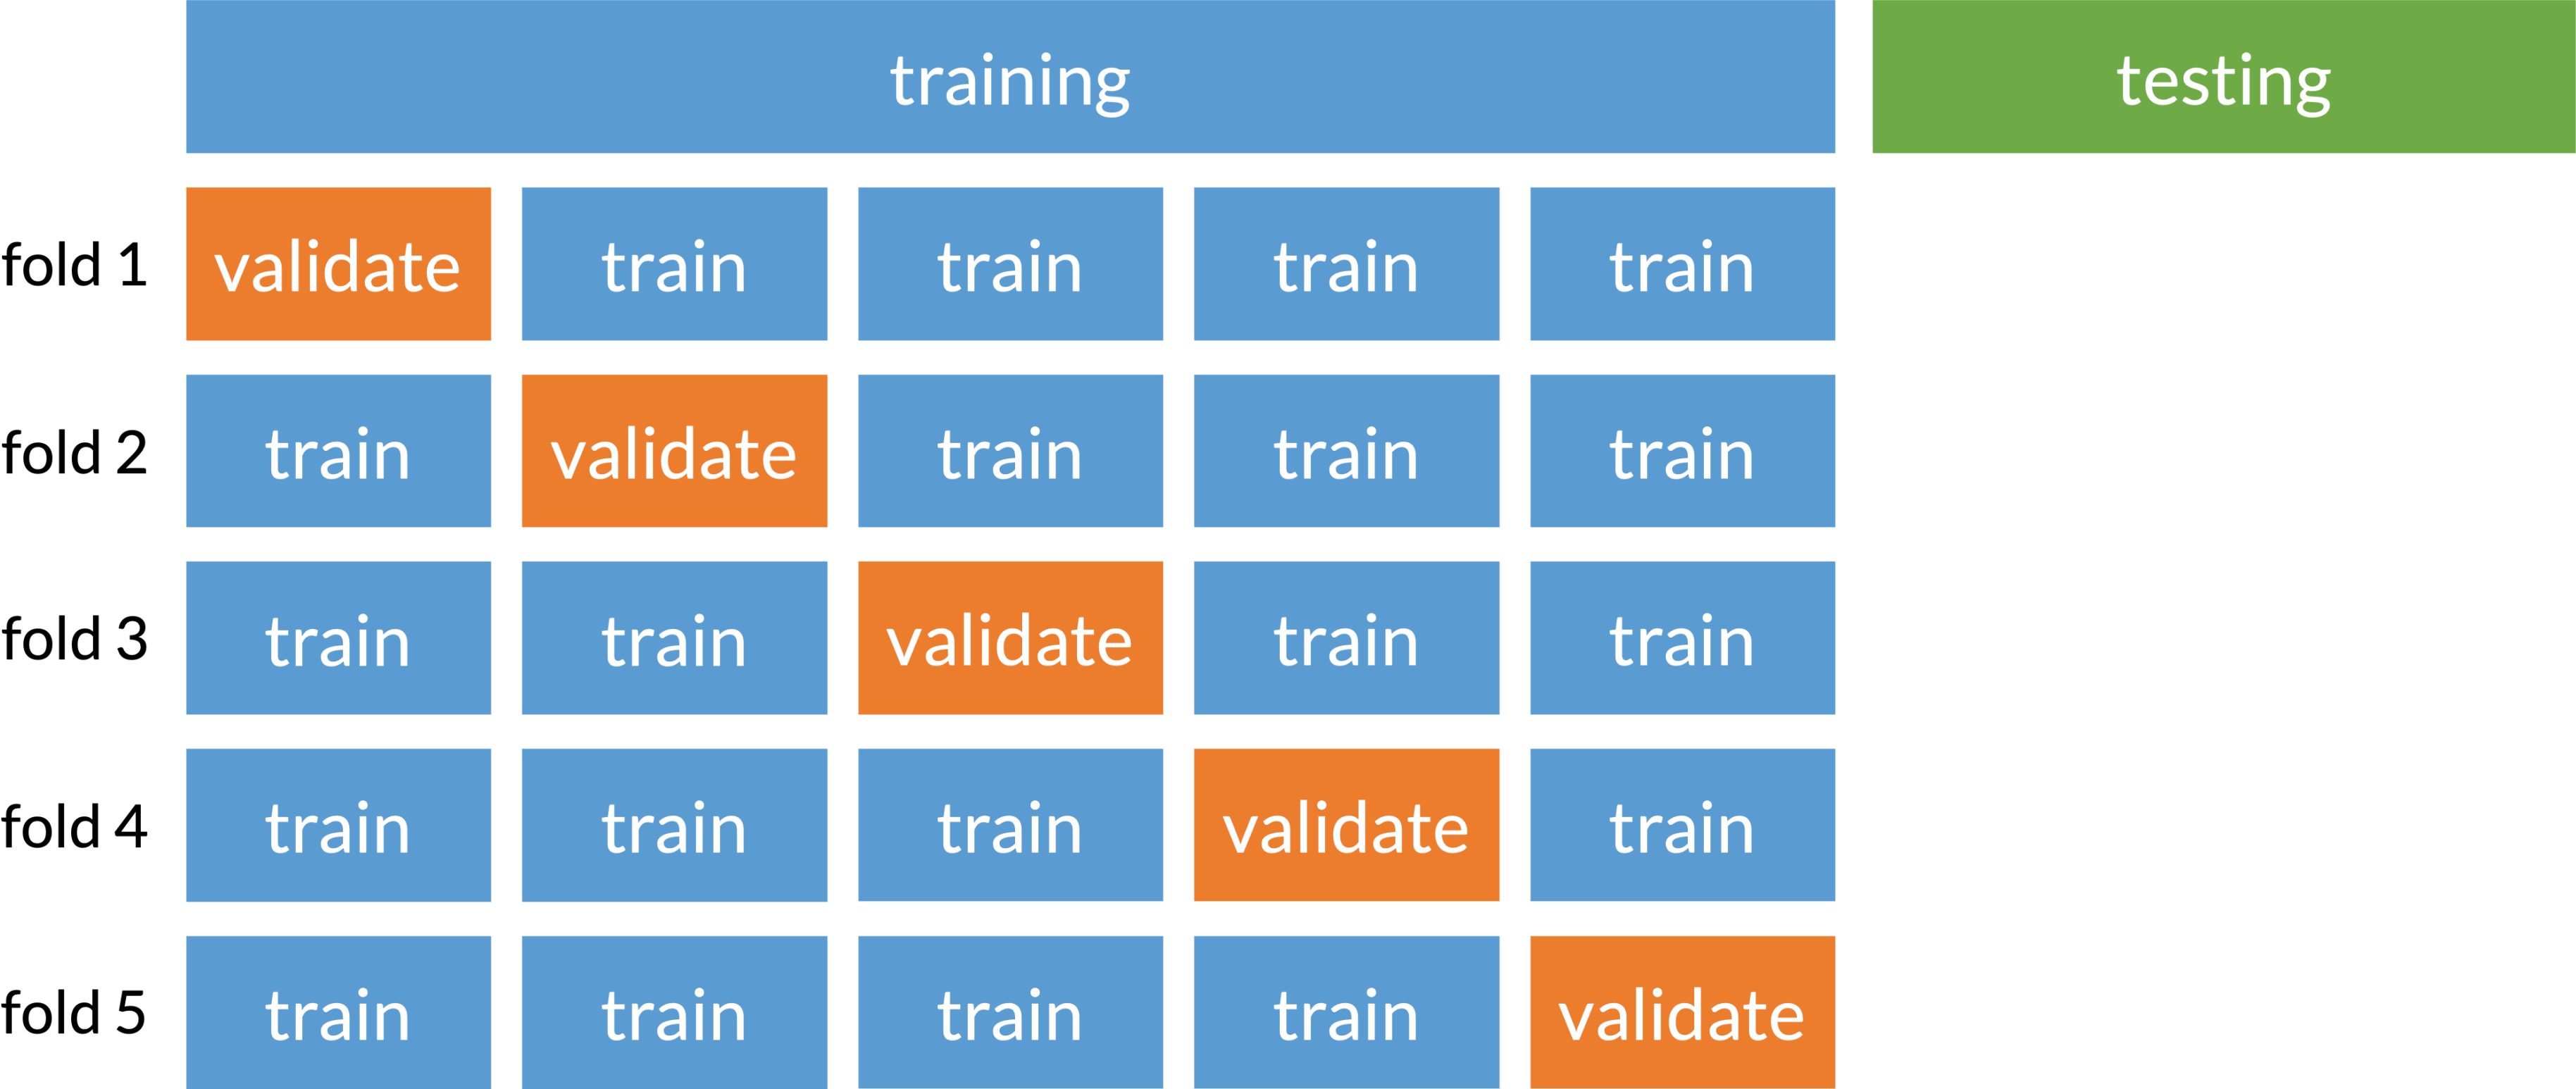 training testing
fold 1 validate train train train train
fold 2 train validate train train train
fold 3 train train validate train train
fold 4 train train train validate train
fold 5 train train train train validate